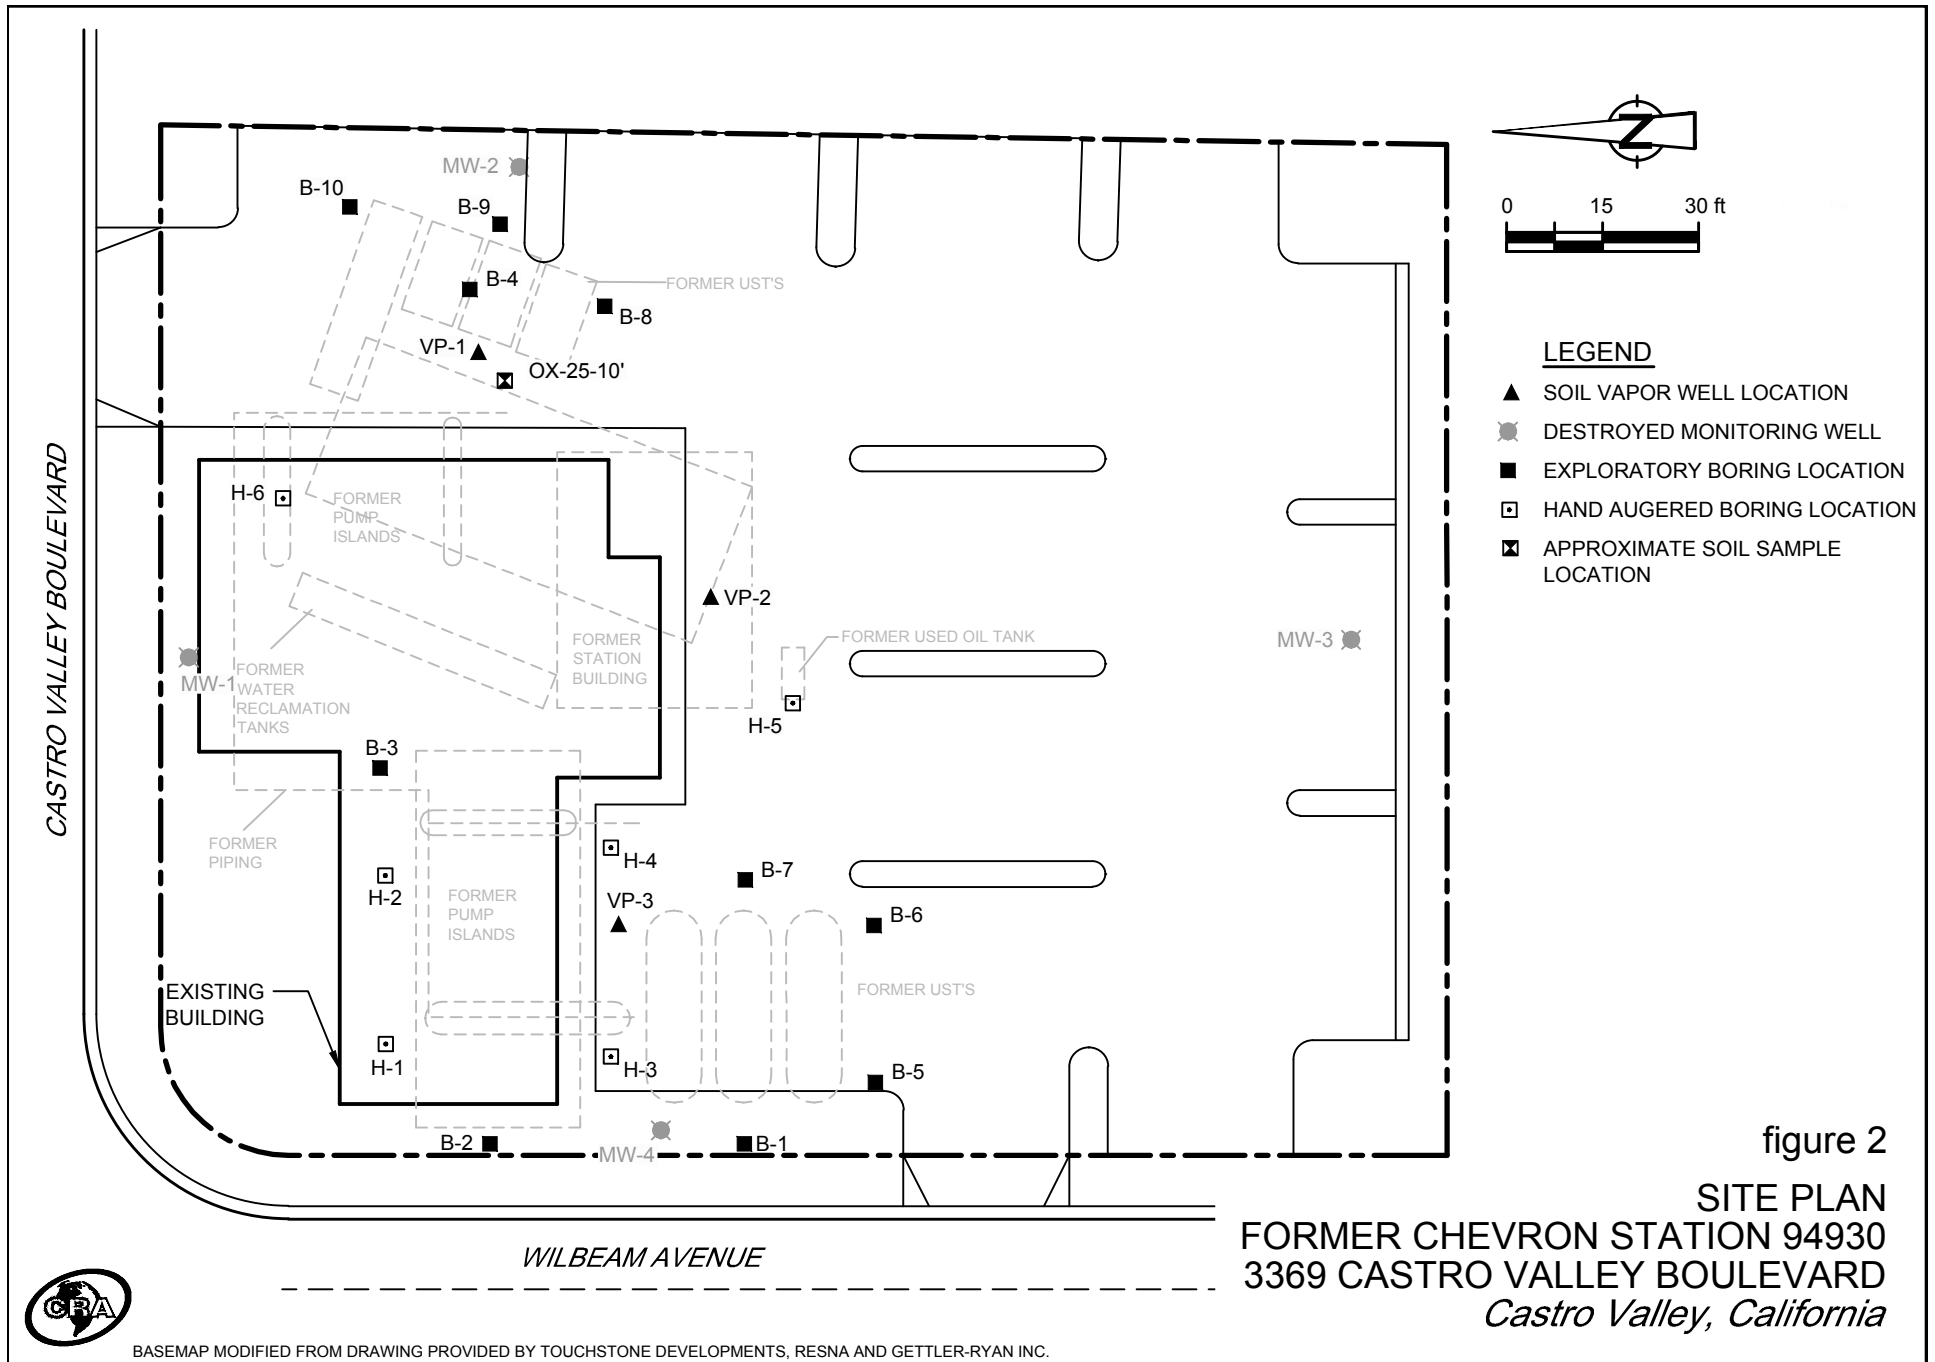 MW-2
B-10
B-9
B-4
FORMER UST'S
B-8
VP-1
OX-25-10'
H-6
FORMER
PUMP
ISLANDS
VP-2
FORMER
STATION
BUILDING
FORMER USED OIL TANK
MW-3
MW-1
FORMER
WATER
RECLAMATION
TANKS
H-5
B-3
FORMER
PIPING
H-4
B-7
H-2
FORMER
PUMP
ISLANDS
VP-3
B-6
FORMER UST'S
EXISTING
BUILDING
H-1
H-3
B-5
B-2
MW-4
B-1
CASTRO VALLEY BOULEVARD
WILBEAM AVENUE
Z
0 15 30 ft
LEGEND
SOIL VAPOR WELL LOCATION
DESTROYED MONITORING WELL
EXPLORATORY BORING LOCATION
HAND AUGERED BORING LOCATION
APPROXIMATE SOIL SAMPLE
LOCATION
figure 2
SITE PLAN
FORMER CHEVRON STATION 94930
3369 CASTRO VALLEY BOULEVARD
Castro Valley, California
CRA
BASEMAP MODIFIED FROM DRAWING PROVIDED BY TOUCHSTONE DEVELOPMENTS, RESNA AND GETTLER-RYAN INC.